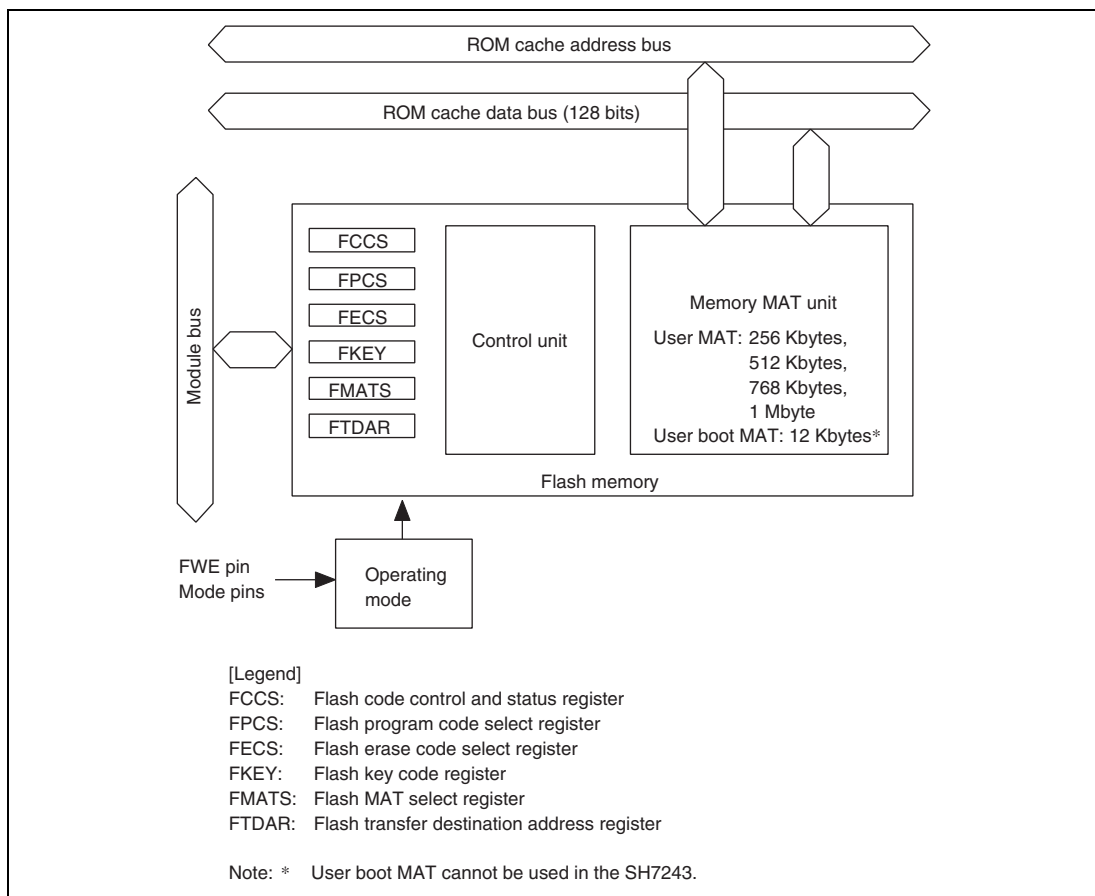 ROM cache address bus
ROM cache data bus (128 bits)
Module bus
FCCS
FPCS
FECS
FKEY
FMATS
FTDAR
Control unit
Memory MAT unit
User MAT: 256 Kbytes,
512 Kbytes,
768 Kbytes,
1 Mbyte
User boot MAT: 12 Kbytes*
Flash memory
FWE pin
Mode pins
Operating
mode
[Legend]
FCCS: Flash code control and status register
FPCS: Flash program code select register
FECS: Flash erase code select register
FKEY: Flash key code register
FMATS: Flash MAT select register
FTDAR: Flash transfer destination address register
Note: * User boot MAT cannot be used in the SH7243.